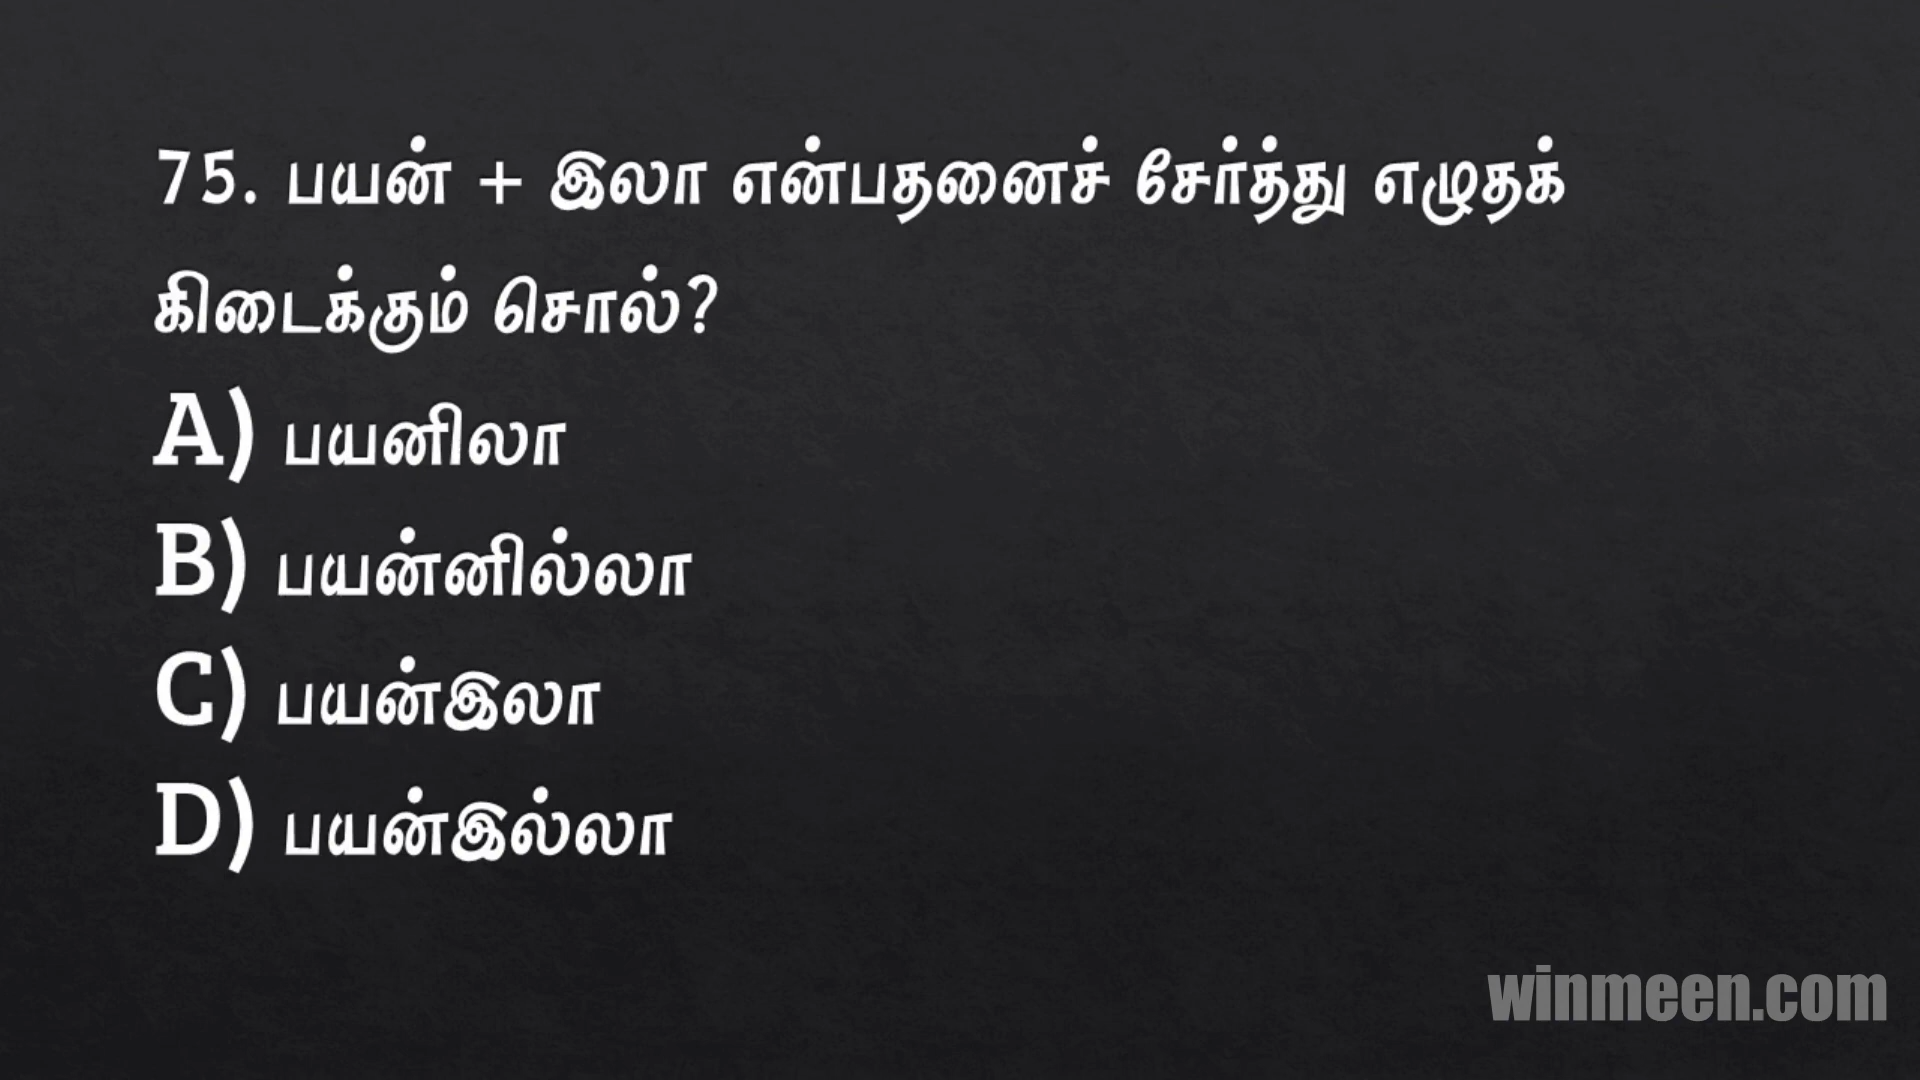 75. பயன் + இலா என்பதனைச் சேர்த்து எழுதக்
கிடைக்கும் சொல்?
A) பயனிலா
B) பயன்னில்லா
C) பயன்இலா
D) பயன்இல்லா
winmeen.com